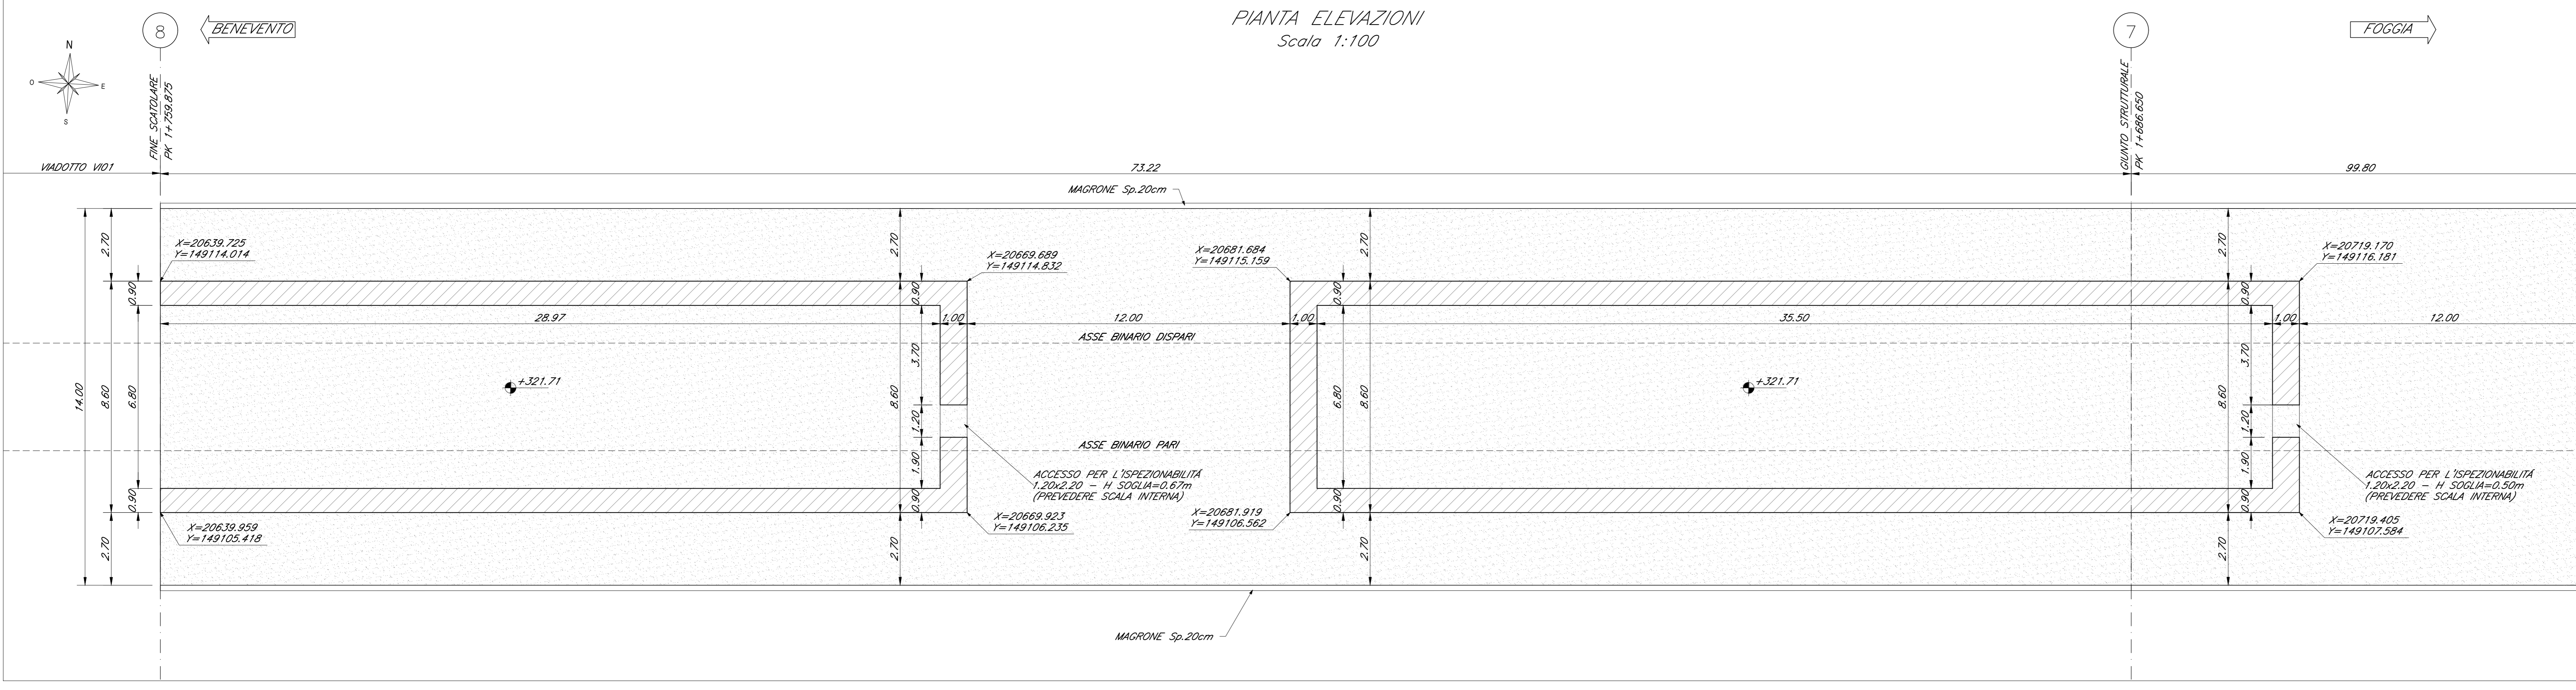 PIANTA ELEVAZIONI
Scala 1:100
8
BENEVENTO
7
FOGGIA
N
O
E
S
FINE SCATOLARE
PK 1+759.875
GIUNTO STRUTTURALE
PK 1+686.650
VIADOTTO VI01
73.22
99.80
MAGRONE Sp.20cm
X=20639.725
Y=149114.014
X=20669.689
Y=149114.832
X=20681.684
Y=149115.159
X=20719.170
Y=149116.181
2.70
2.70
2.70
2.70
0.90
0.90
0.90
0.90
28.97
1.00
12.00
1.00
35.50
1.00
12.00
ASSE BINARIO DISPARI
3.70
3.70
+321.71
+321.71
14.00
8.60
6.80
8.60
6.80
8.60
8.60
1.20
1.20
ASSE BINARIO PARI
1.90
1.90
ACCESSO PER L'ISPEZIONABILITÁ
1.20x2.20 - H SOGLIA=0.67m
(PREVEDERE SCALA INTERNA)
ACCESSO PER L'ISPEZIONABILITÁ
1.20x2.20 - H SOGLIA=0.50m
(PREVEDERE SCALA INTERNA)
0.90
0.90
0.90
0.90
X=20639.959
Y=149105.418
X=20669.923
Y=149106.235
X=20681.919
Y=149106.562
X=20719.405
Y=149107.584
2.70
2.70
2.70
2.70
MAGRONE Sp.20cm